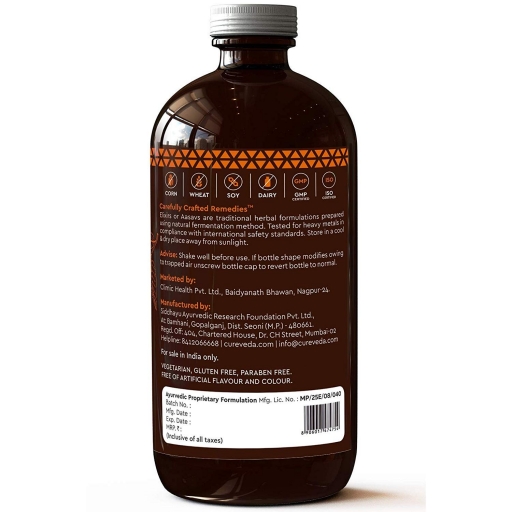 CORN
WHEAT
SOY
DAIRY
GMP
GMP
CERTIFIED
ISO
ISO
CERTIFIED
Carefully Crafted Remedies™
Elixirs or Aasavs are traditional herbal formulations prepared
using natural fermentation method. Tested for heavy metals in
compliance with international safety standards. Store in a cool
& dry place away from sunlight.
Advise: Shake well before use. If bottle shape modifies owing
to trapped air unscrew bottle cap to revert bottle to normal.
Marketed by:
Clinic Health Pvt. Ltd., Baidyanath Bhawan, Nagpur-24.
Manufactured by:
Siddhayu Ayurvedic Research Foundation Pvt. Ltd.,
At: Bamhani, Gopalganj, Dist. Seoni (M.P.) - 480661.
Regd. Off: 404, Chartered House, Dr. CH Street, Mumbai-02
Helpline: 8412066668 | cureveda.com | info@cureveda.com
For sale in India only.
VEGETARIAN, GLUTEN FREE, PARABEN FREE.
FREE OF ARTIFICIAL FLAVOUR AND COLOUR.
Ayurvedic Proprietary Formulation Mfg. Lic. No. : MP/25E/08/040
Batch No. :
Mfg. Date :
Exp. Date :
MRP. ₹ :
(Inclusive of all taxes)